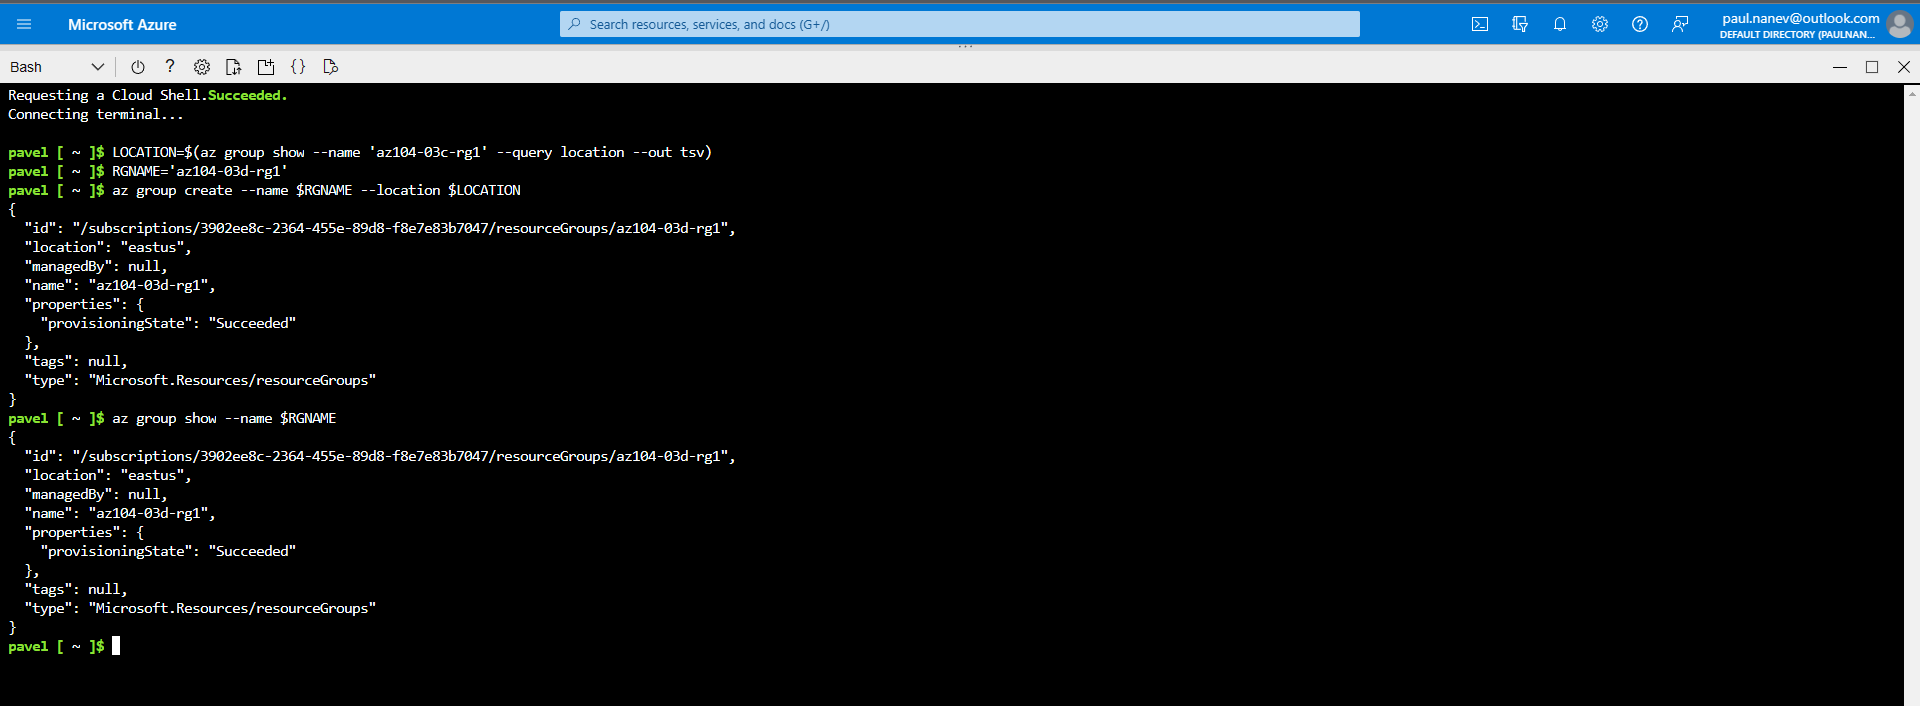 Microsoft Azure
Search resources, services, and docs (G+/)
paul.nanev@outlook.com
DEFAULT DIRECTORY (PAULNAN...
Bash
Requesting a Cloud Shell.Succeeded.
Connecting terminal...
pavel [ ~ ]$ LOCATION=$(az group show --name 'az104-03c-rg1' --query location --out tsv)
pavel [ ~ ]$ RGNAME='az104-03d-rg1'
pavel [ ~ ]$ az group create --name $RGNAME --location $LOCATION
{
  "id": "/subscriptions/3902ee8c-2364-455e-89d8-f8e7e83b7047/resourceGroups/az104-03d-rg1",
  "location": "eastus",
  "managedBy": null,
  "name": "az104-03d-rg1",
  "properties": {
    "provisioningState": "Succeeded"
  },
  "tags": null,
  "type": "Microsoft.Resources/resourceGroups"
}
pavel [ ~ ]$ az group show --name $RGNAME
{
  "id": "/subscriptions/3902ee8c-2364-455e-89d8-f8e7e83b7047/resourceGroups/az104-03d-rg1",
  "location": "eastus",
  "managedBy": null,
  "name": "az104-03d-rg1",
  "properties": {
    "provisioningState": "Succeeded"
  },
  "tags": null,
  "type": "Microsoft.Resources/resourceGroups"
}
pavel [ ~ ]$